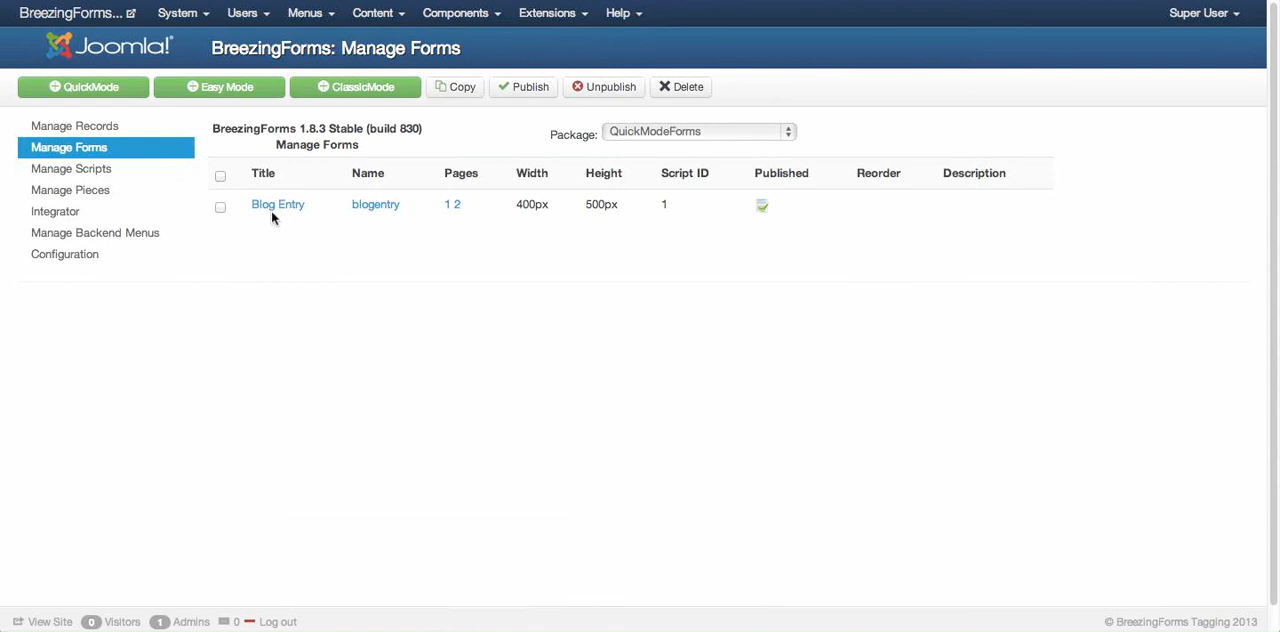 BreezingForms... System Users Menus Content Components Extensions Help Super User
Joomla!® BreezingForms: Manage Forms
QuickMode Easy Mode ClassicMode Copy Publish Unpublish Delete
Manage Records
Manage Forms
Manage Scripts
Manage Pieces
Integrator
Manage Backend Menus
Configuration
BreezingForms 1.8.3 Stable (build 830)
Manage Forms
Package: QuickModeForms
Title Name Pages Width Height Script ID Published Reorder Description
Blog Entry blogentry 1 2 400px 500px 1
View Site 0 Visitors 1 Admins 0 Log out © BreezingForms Tagging 2013